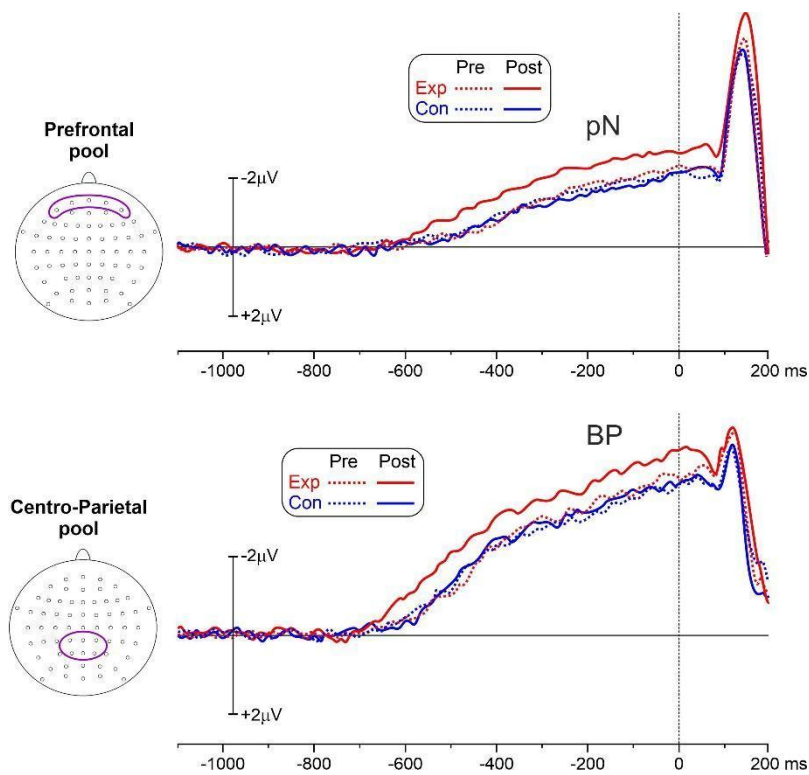 Pre Post
Exp
Con
pN
Prefrontal
pool
-2µV
+2µV
-1000 -800 -600 -400 -200 0 200 ms
BP
Pre Post
Exp
Con
Centro-Parietal
pool
-2µV
+2µV
-1000 -800 -600 -400 -200 0 200 ms